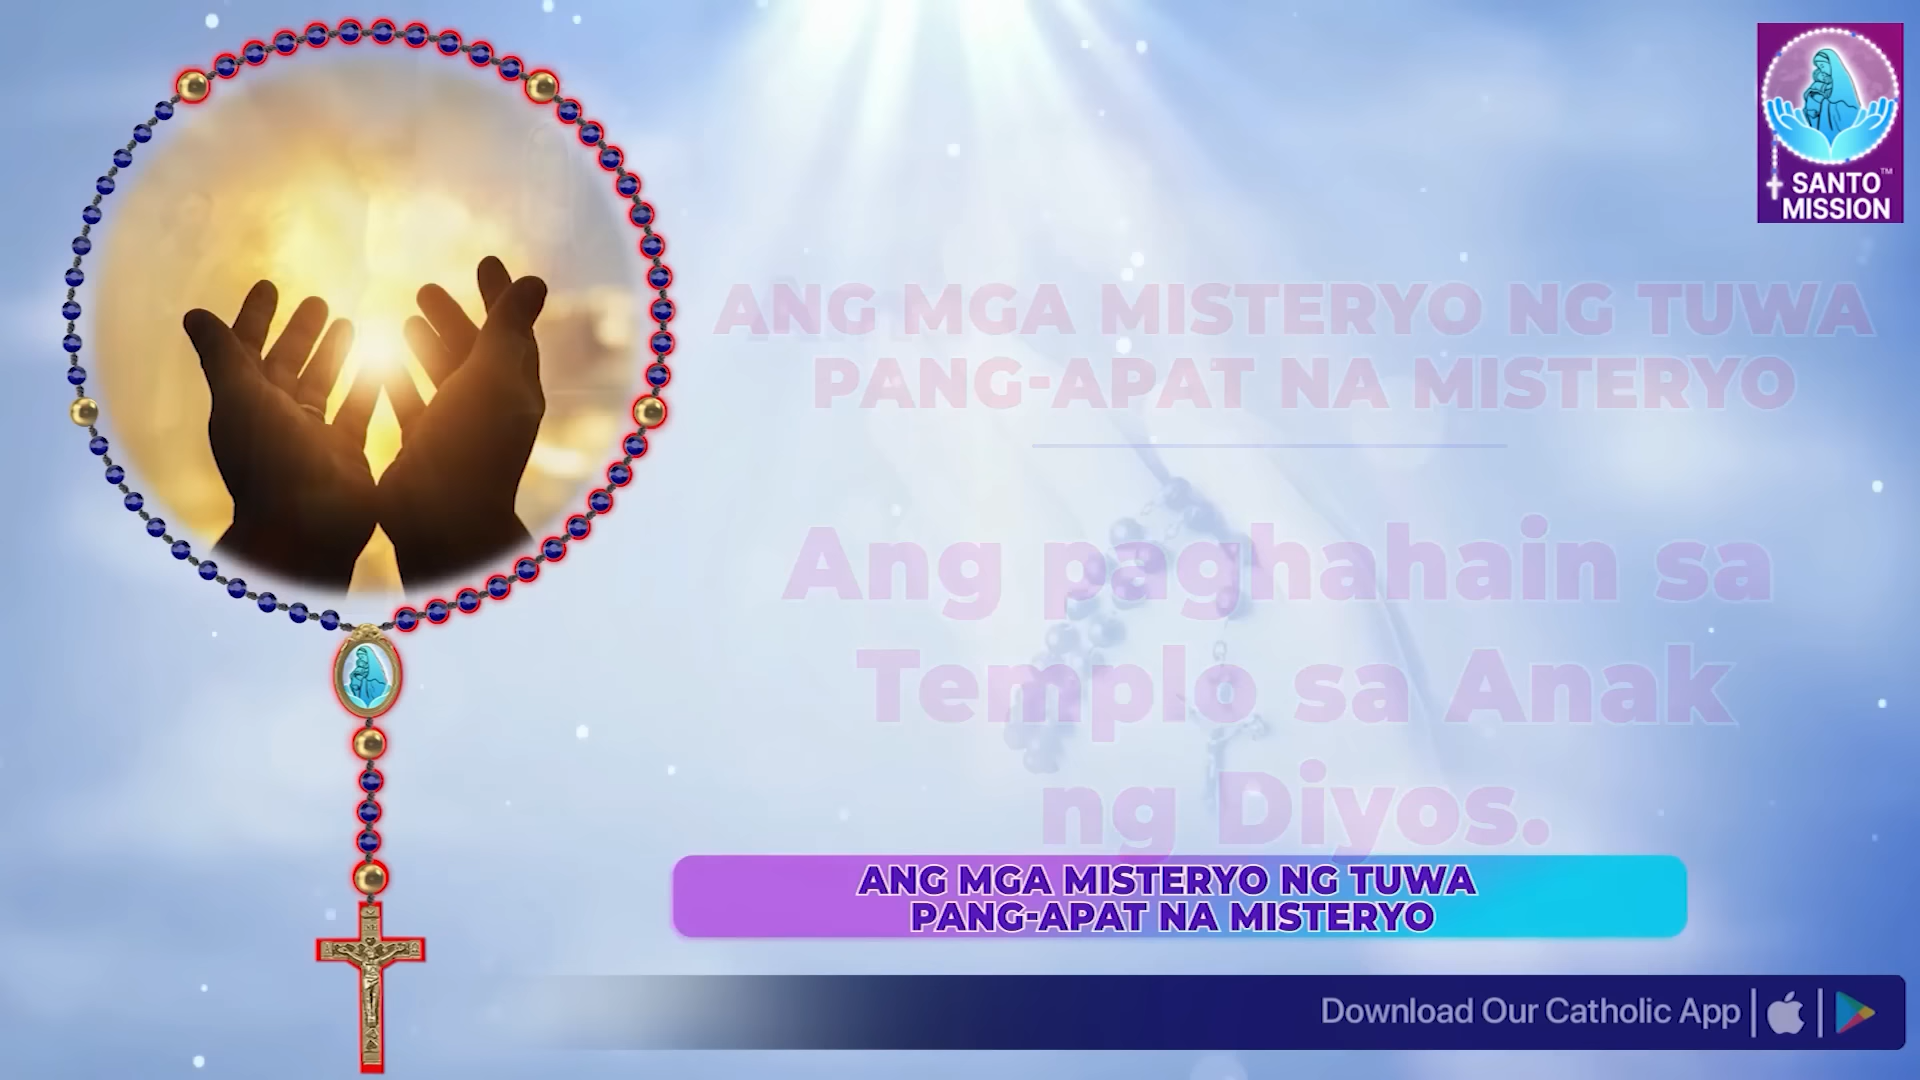 SANTO™
MISSION
ANG MGA MISTERYO NG TUWA
PANG-APAT NA MISTERYO
Ang paghahain sa
Templo sa Anak
ng Diyos.
ANG MGA MISTERYO NG TUWA
PANG-APAT NA MISTERYO
Download Our Catholic App